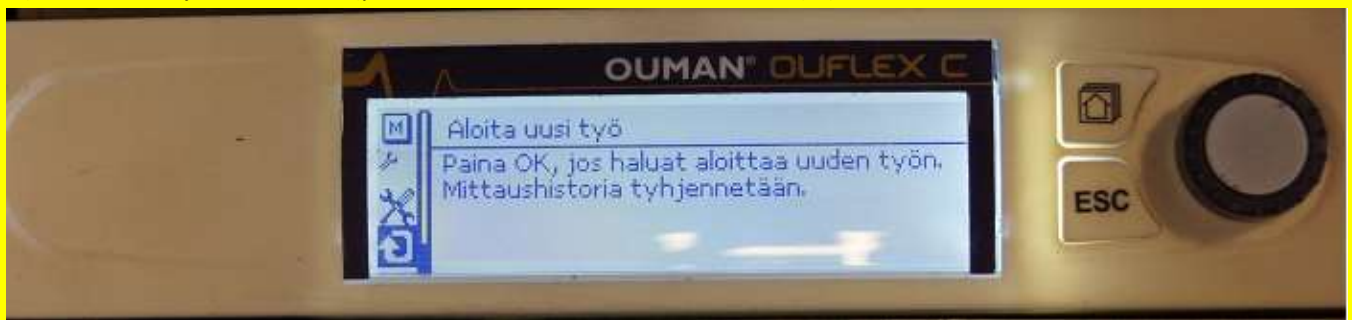 OUMAN® OUFLEX C
M
Aloita uusi työ
Paina OK, jos haluat aloittaa uuden työn.
Mittaushistoria tyhjennetään.
ESC